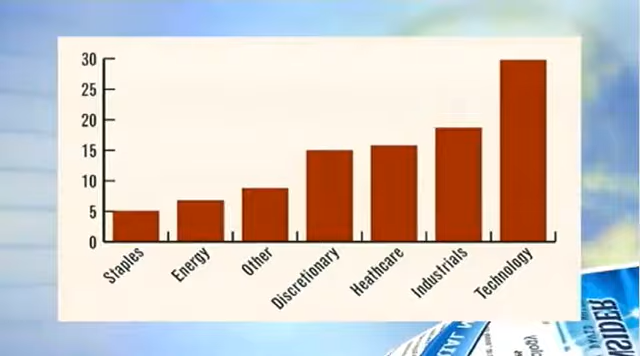 30
25
20
15
10
5
0
Staples
Energy
Other
Discretionary
Heathcare
Industrials
Technology